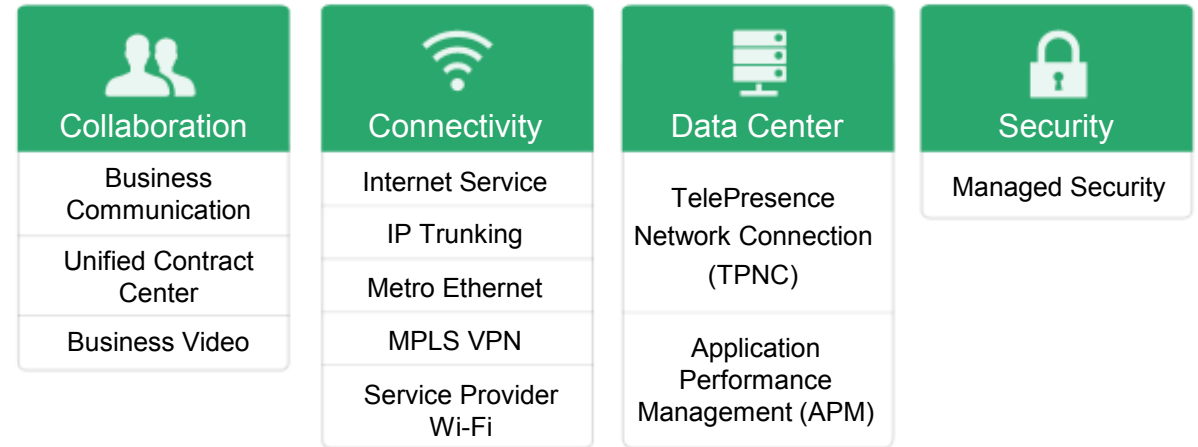 Collaboration
Business
Communication
Unified Contract
Center
Business Video
Connectivity
Internet Service
IP Trunking
Metro Ethernet
MPLS VPN
Service Provider
Wi-Fi
Data Center
TelePresence
Network Connection
(TPNC)
Application
Performance
Management (APM)
Security
Managed Security